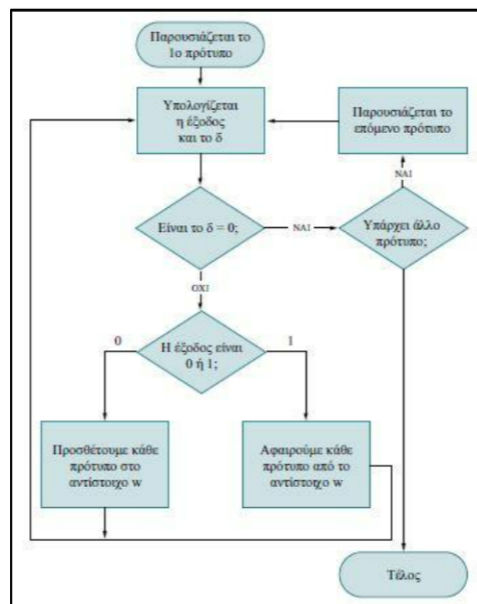 Παρουσιάζεται το
1ο πρότυπο
Υπολογίζεται
η έξοδος
και το δ
Παρουσιάζεται το
επόμενο πρότυπο
ΝΑΙ
Είναι το δ = 0;
ΝΑΙ
Υπάρχει άλλο
πρότυπο;
ΟΧΙ
0
Η έξοδος είναι
0 ή 1;
1
Προσθέτουμε κάθε
πρότυπο στο
αντίστοιχο w
Αφαιρούμε κάθε
πρότυπο από το
αντίστοιχο w
Τέλος